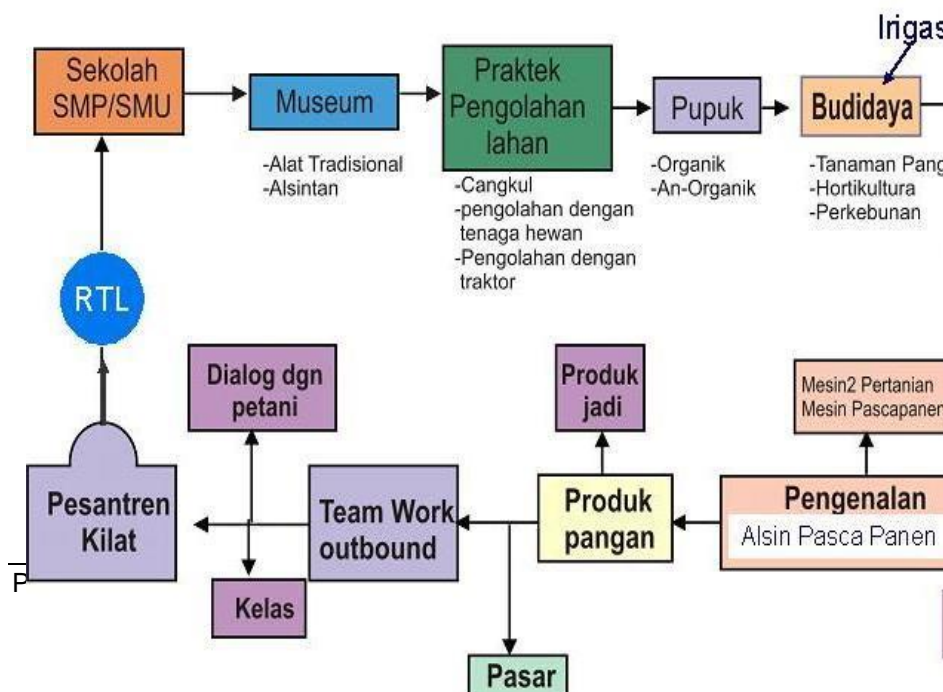 Irigas
Sekolah
SMP/SMU
Museum
Praktek
Pengolahan
lahan
Pupuk
Budidaya
-Alat Tradisional
-Alsintan
-Cangkul
-pengolahan dengan
tenaga hewan
-Pengolahan dengan
traktor
-Organik
-An-Organik
-Tanaman Pang
-Hortikultura
-Perkebunan
RTL
Dialog dgn
petani
Produk
jadi
Mesin2 Pertanian
Mesin Pascapanen
Pesantren
Kilat
Team Work
outbound
Produk
pangan
Pengenalan
Alsin Pasca Panen
P
Kelas
Pasar